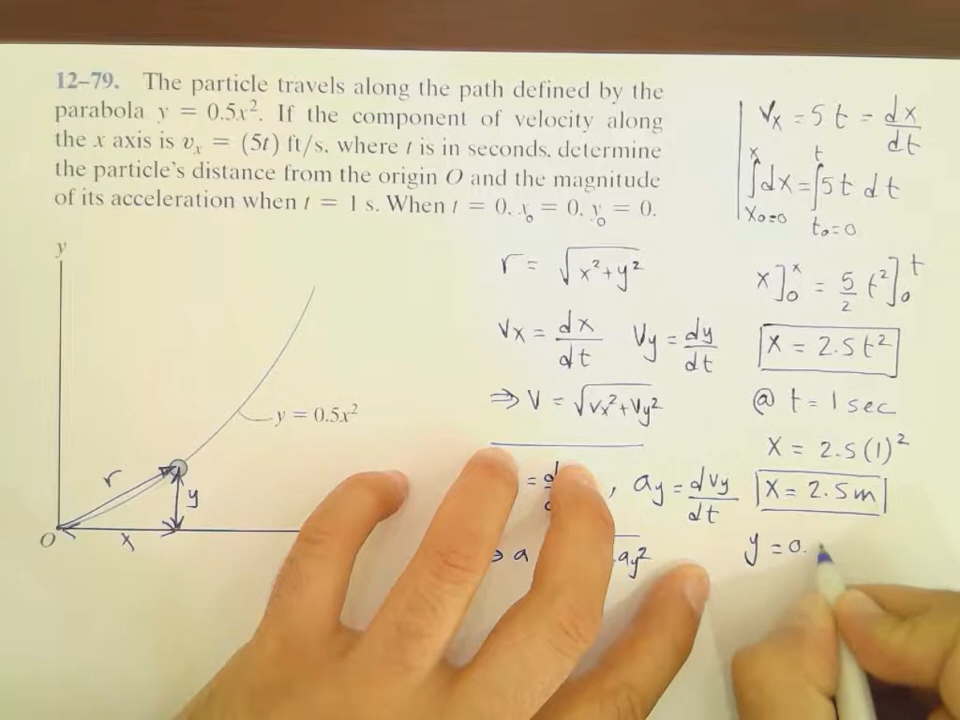 12–79. The particle travels along the path defined by the
parabola y = 0.5x². If the component of velocity along
the x axis is vₓ = (5t) ft/s, where t is in seconds, determine
the particle's distance from the origin O and the magnitude
of its acceleration when t = 1 s. When t = 0, x₀ = 0, y₀ = 0.
y
y = 0.5x²
r
y
O
x
r = √x²+y²
Vx = dx/dt Vy = dy/dt
⇒ V = √Vx²+Vy²
= d
, ay = dVy/dt
⇒ a
ay²
Vx = 5t = dx/dt
x t
∫dx = ∫5t dt
x₀=0 t₀=0
x]₀ˣ = 5/2 t²]₀ᵗ
x = 2.5t²
@ t = 1 sec
x = 2.5(1)²
x = 2.5m
y = 0.